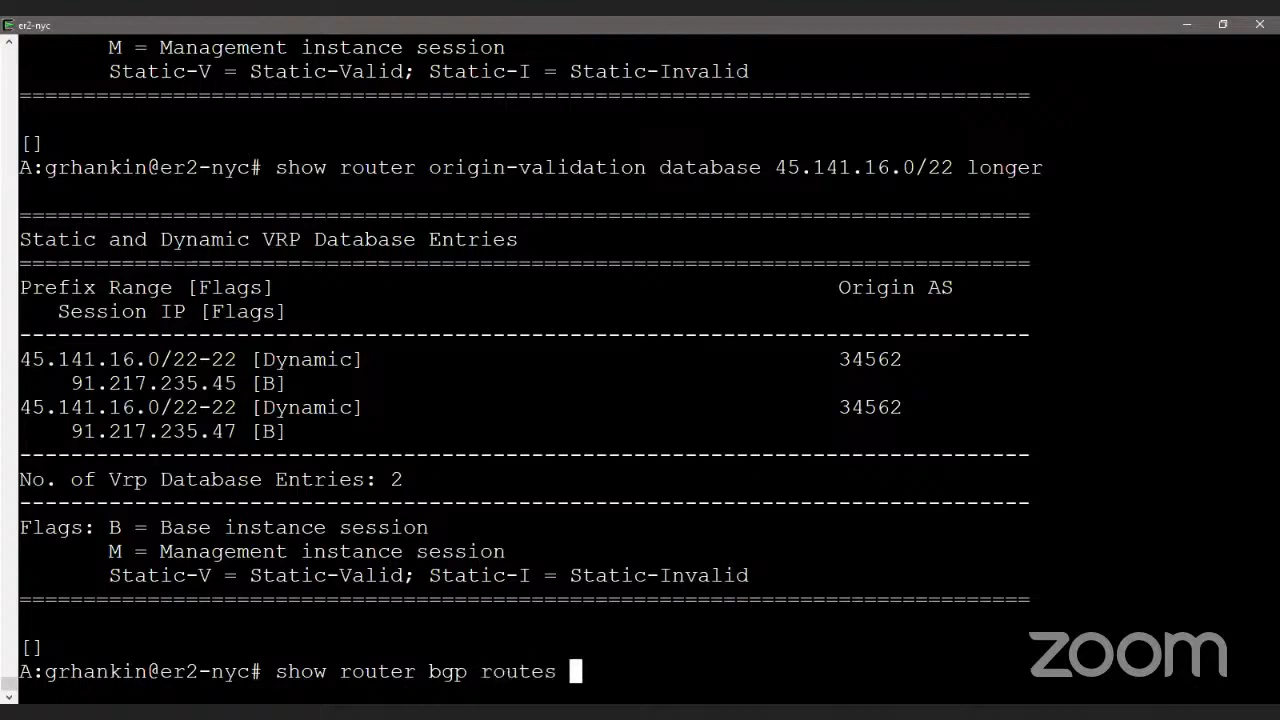 er2-nyc
M = Management instance session
Static-V = Static-Valid; Static-I = Static-Invalid
===============================================================================
[]
A:grhankin@er2-nyc# show router origin-validation database 45.141.16.0/22 longer
===============================================================================
Static and Dynamic VRP Database Entries
===============================================================================
Prefix Range [Flags] Origin AS
Session IP [Flags]
-------------------------------------------------------------------------------
45.141.16.0/22-22 [Dynamic] 34562
91.217.235.45 [B]
45.141.16.0/22-22 [Dynamic] 34562
91.217.235.47 [B]
-------------------------------------------------------------------------------
No. of Vrp Database Entries: 2
-------------------------------------------------------------------------------
Flags: B = Base instance session
M = Management instance session
Static-V = Static-Valid; Static-I = Static-Invalid
===============================================================================
[]
A:grhankin@er2-nyc# show router bgp routes
zoom